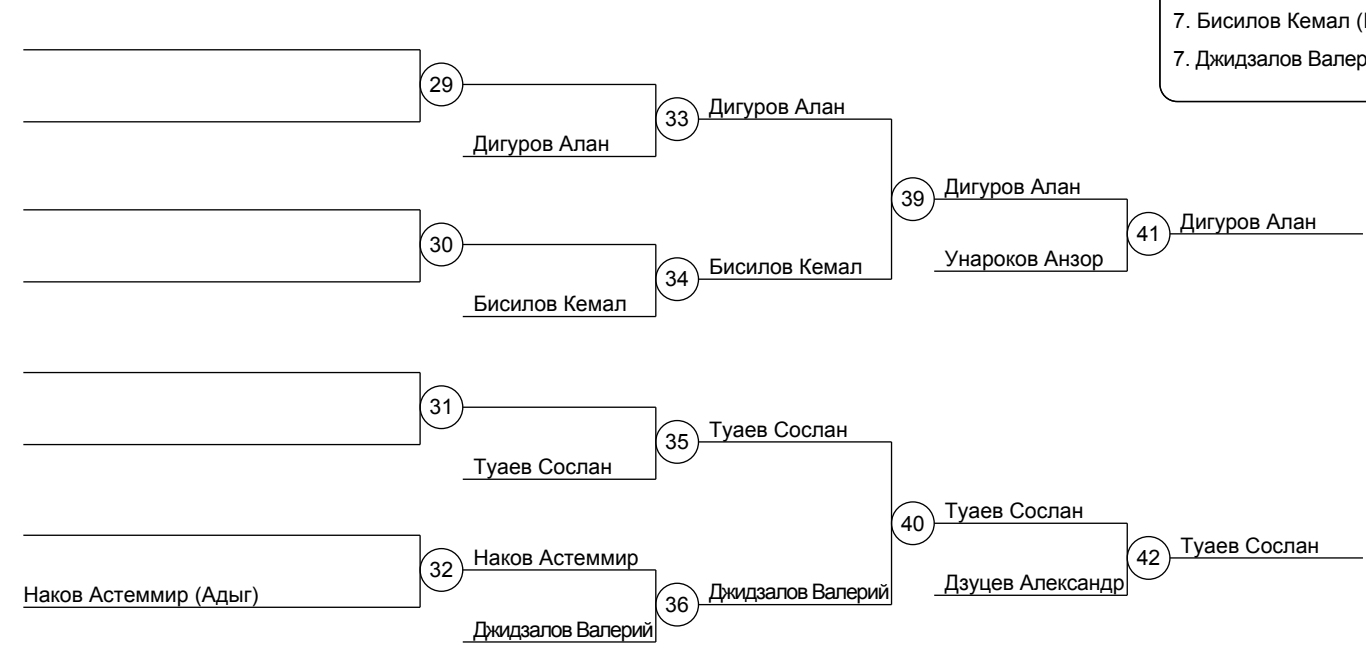 7. Бисилов Кемал (
7. Джидзалов Валер
29
33
Дигуров Алан
Дигуров Алан
39
Дигуров Алан
41
Дигуров Алан
30
34
Бисилов Кемал
Унароков Анзор
Бисилов Кемал
31
35
Туаев Сослан
Туаев Сослан
40
Туаев Сослан
42
Туаев Сослан
32
Наков Астеммир
Дзуцев Александр
Наков Астеммир (Адыг)
36
Джидзалов Валерий
Джидзалов Валерий